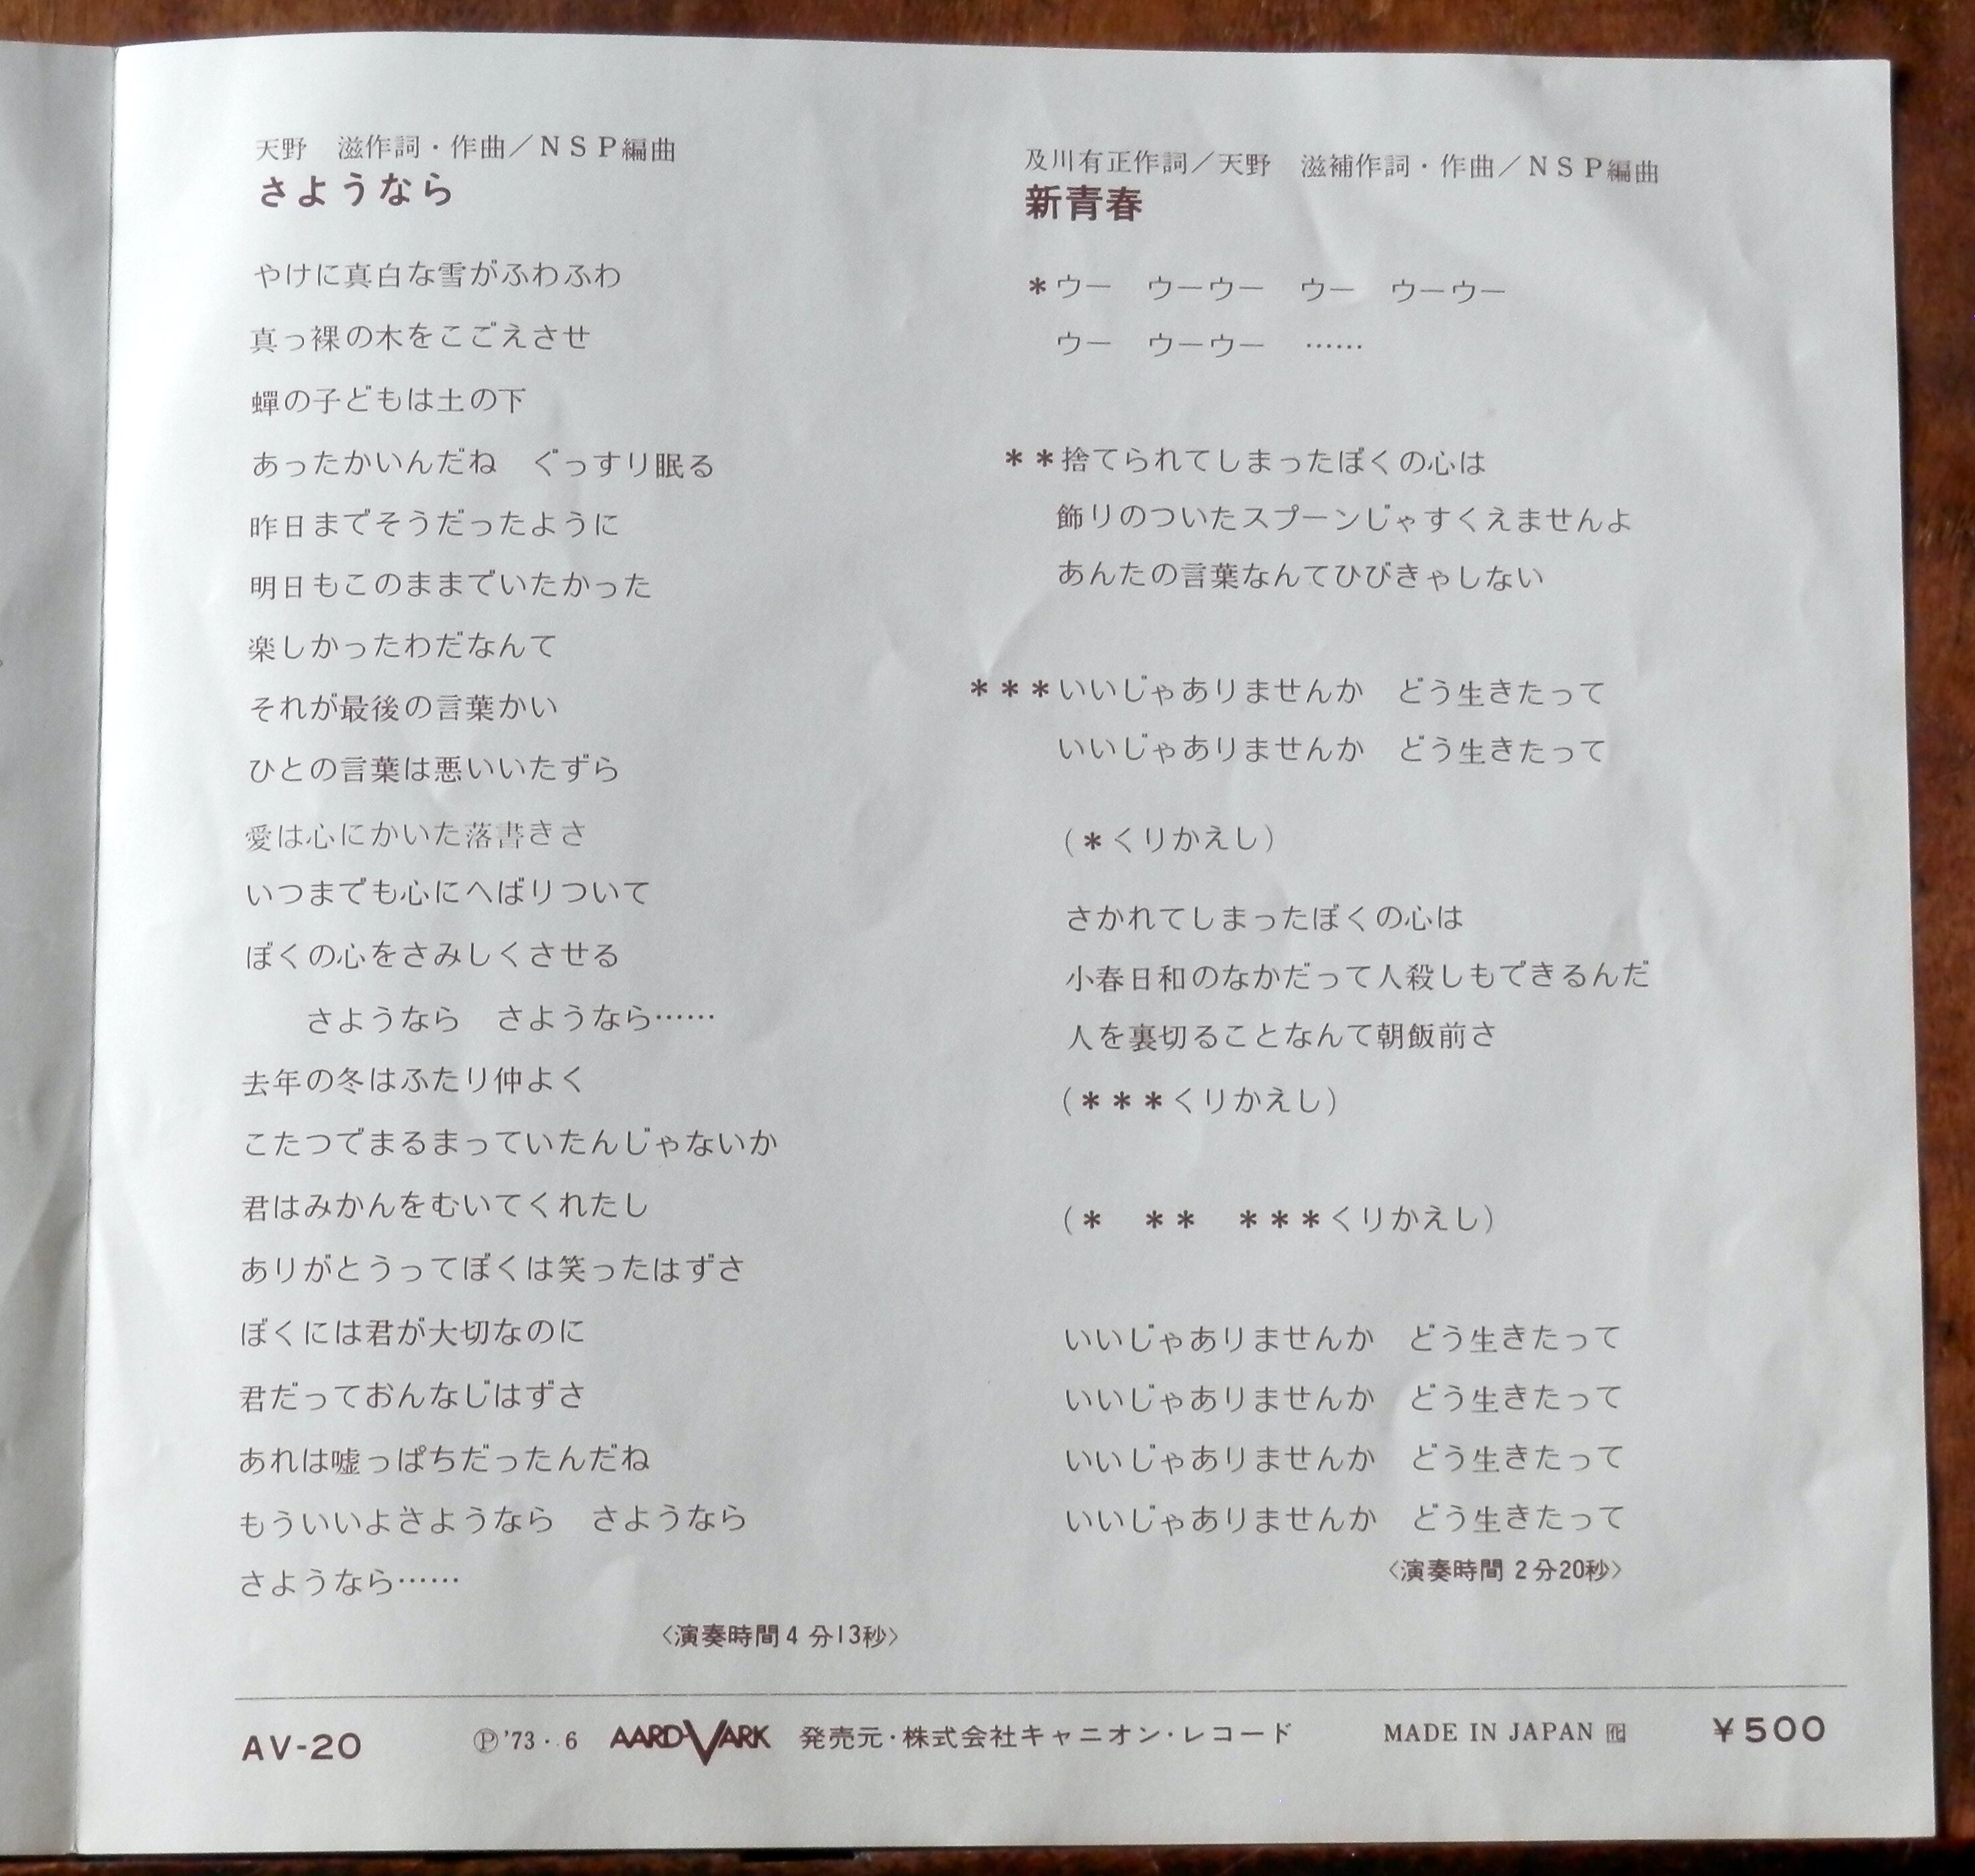 天野　滋作詞・作曲／ＮＳＰ編曲
さようなら
やけに真白な雪がふわふわ
真っ裸の木をこごえさせ
蟬の子どもは土の下
あったかいんだね　ぐっすり眠る
昨日までそうだったように
明日もこのままでいたかった
楽しかったわだなんて
それが最後の言葉かい
ひとの言葉は悪いいたずら
愛は心にかいた落書きさ
いつまでも心にへばりついて
ぼくの心をさみしくさせる
さようなら　さようなら……
去年の冬はふたり仲よく
こたつでまるまっていたんじゃないか
君はみかんをむいてくれたし
ありがとうってぼくは笑ったはずさ
ぼくには君が大切なのに
君だっておんなじはずさ
あれは嘘っぱちだったんだね
もういいよさようなら　さようなら
さようなら……
〈演奏時間4 分13秒〉
及川有正作詞／天野　滋補作詞・作曲／ＮＳＰ編曲
新青春
＊ウー　ウーウー　ウー　ウーウー
ウー　ウーウー　……
＊＊捨てられてしまったぼくの心は
飾りのついたスプーンじゃすくえませんよ
あんたの言葉なんてひびきゃしない
＊＊＊いいじゃありませんか　どう生きたって
いいじゃありませんか　どう生きたって
(＊くりかえし)
さかれてしまったぼくの心は
小春日和のなかだって人殺しもできるんだ
人を裏切ることなんて朝飯前さ
(＊＊＊くりかえし)
(＊　＊＊　＊＊＊くりかえし)
いいじゃありませんか　どう生きたって
いいじゃありませんか　どう生きたって
いいじゃありませんか　どう生きたって
いいじゃありませんか　どう生きたって
〈演奏時間 2分20秒〉
AV-20　Ⓟ'73・6　AARD-VARK　発売元・株式会社キャニオン・レコード　MADE IN JAPAN　￥500